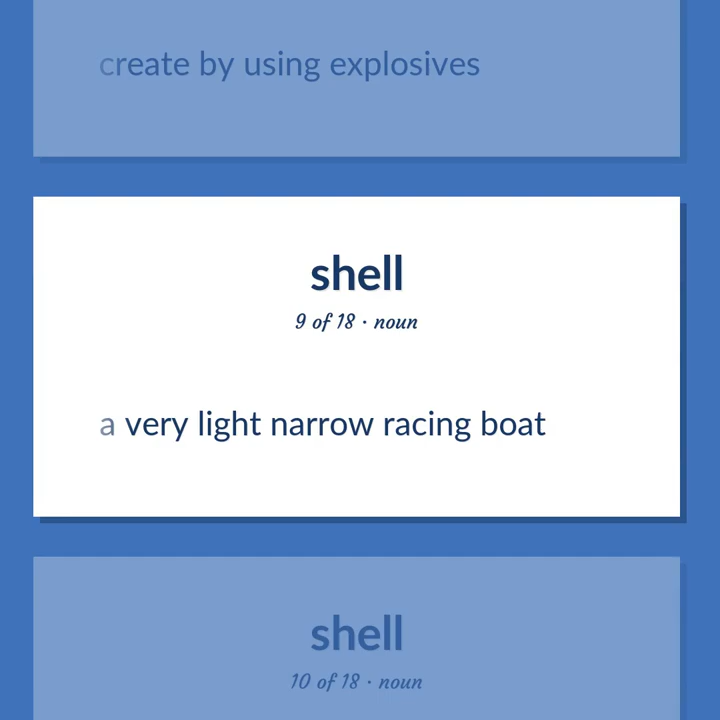 create by using explosives
shell
9 of 18 · noun
a very light narrow racing boat
shell
10 of 18 · noun